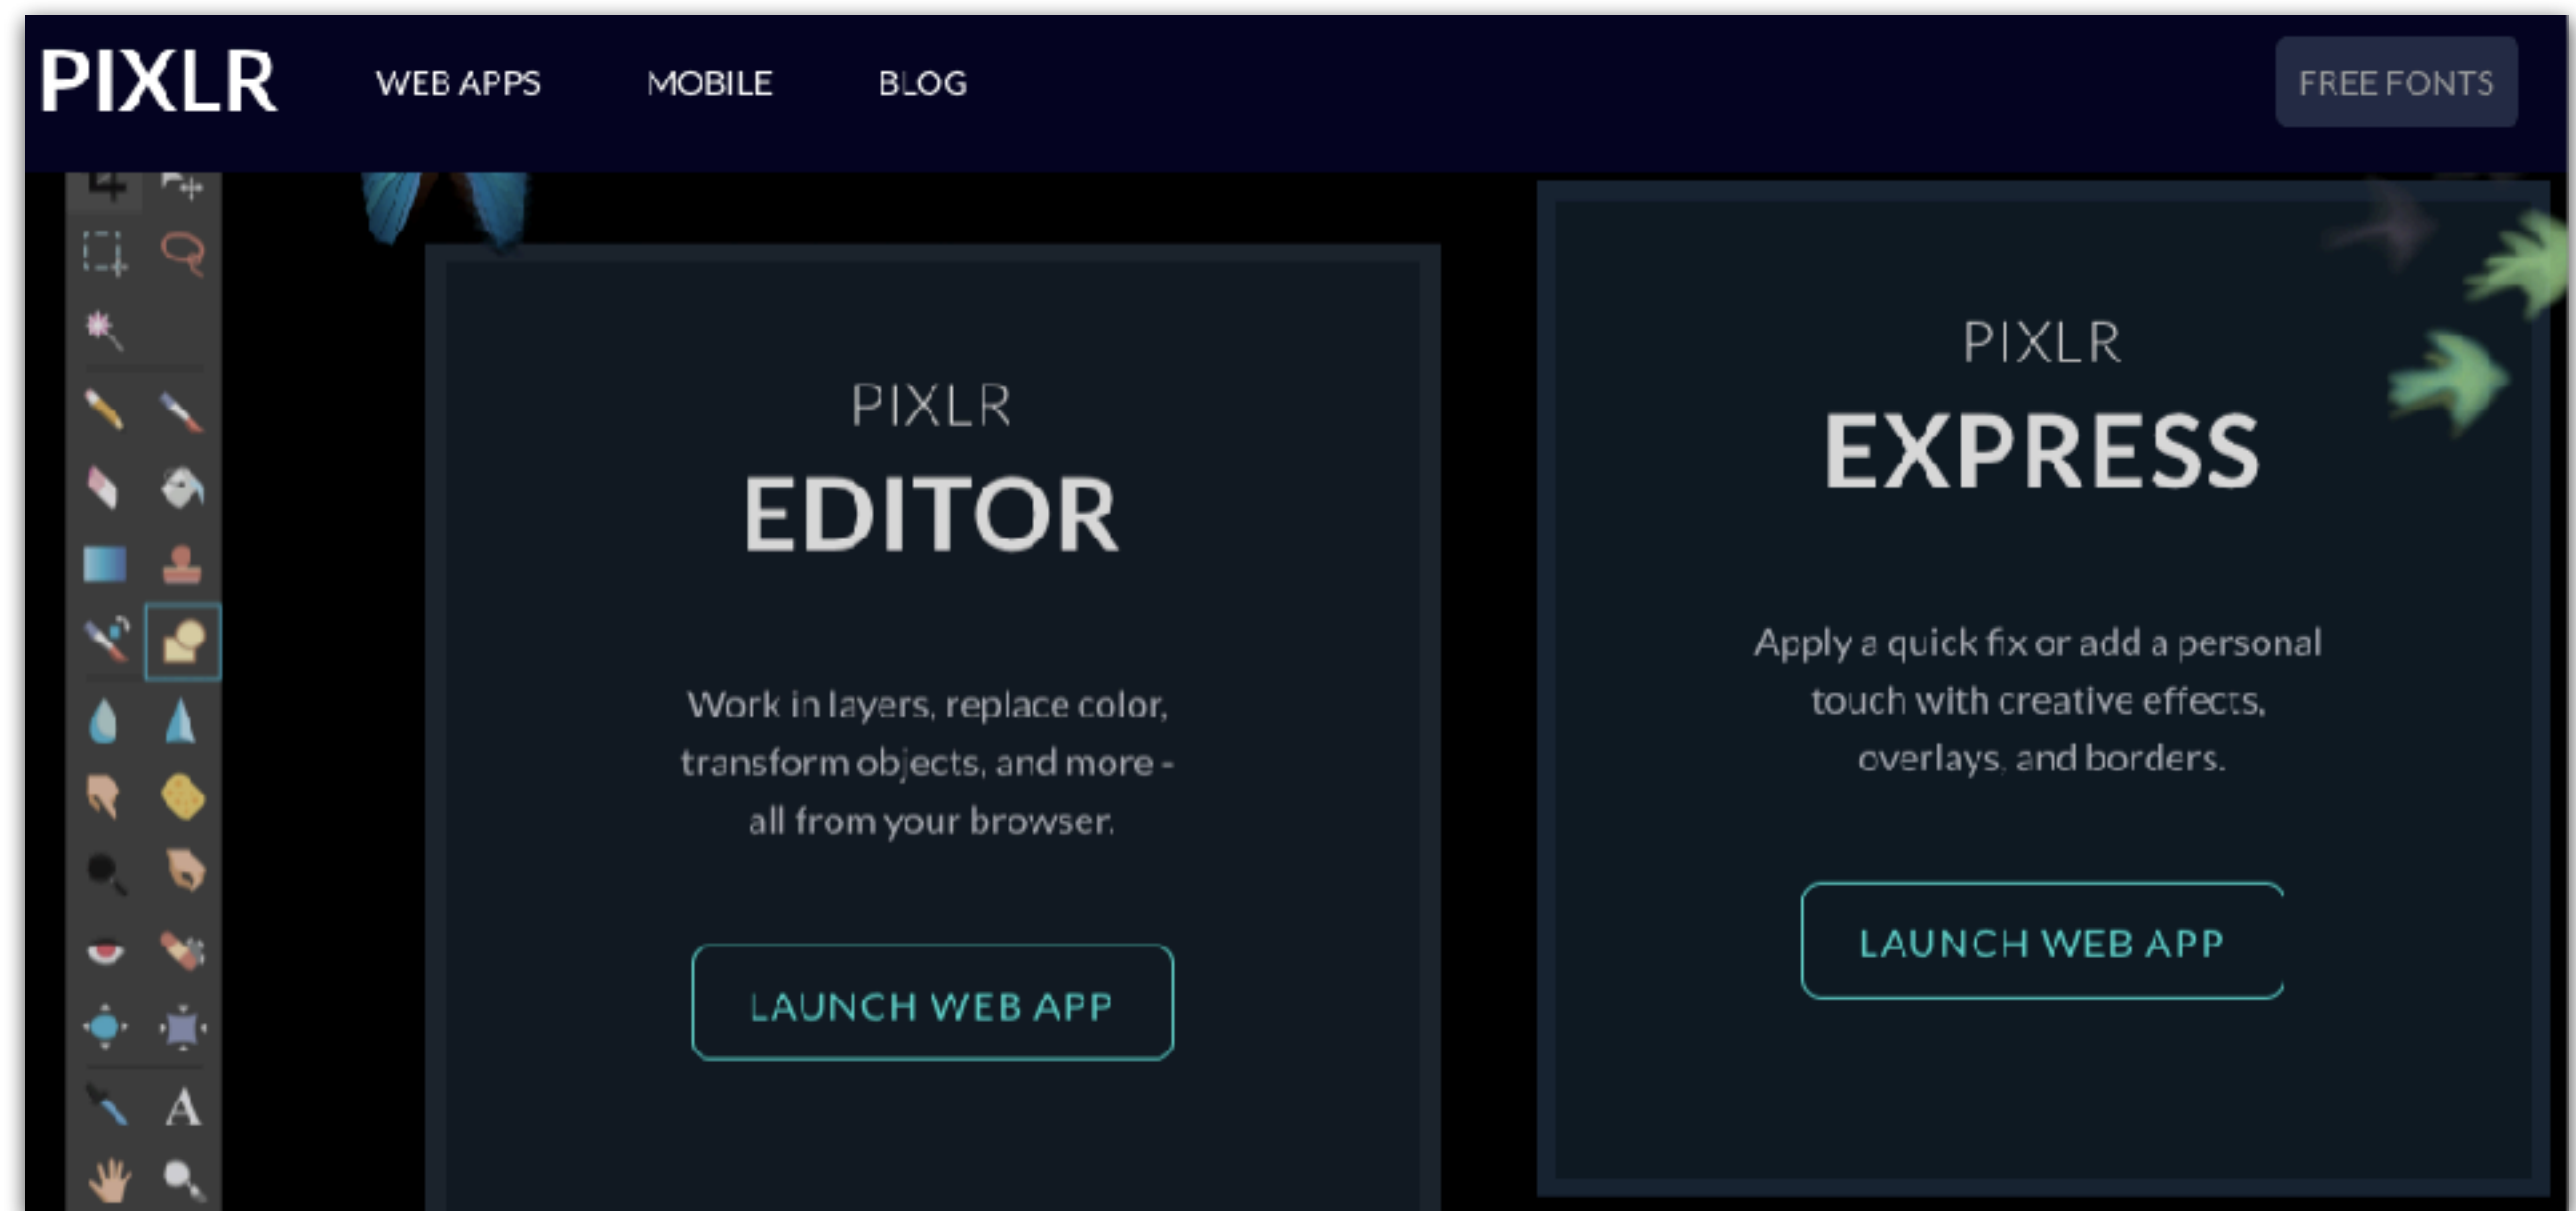 PIXLR
WEB APPS
MOBILE
BLOG
FREE FONTS
PIXLR
EDITOR
Work in layers, replace color,
transform objects, and more -
all from your browser.
LAUNCH WEB APP
PIXLR
EXPRESS
Apply a quick fix or add a personal
touch with creative effects,
overlays, and borders.
LAUNCH WEB APP
A